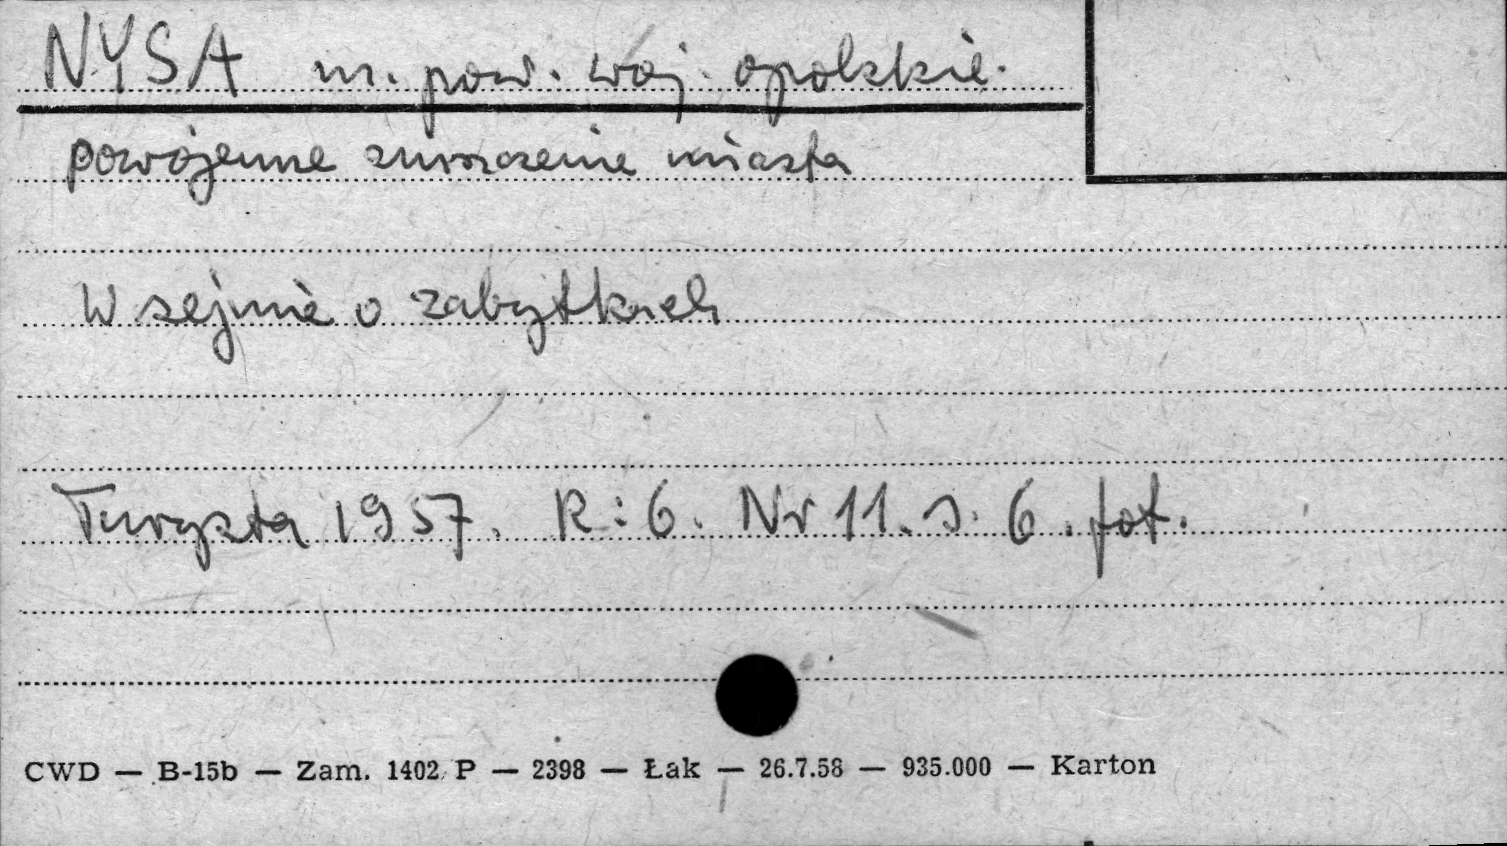 NYSA m. pow. woj. opolskie.
powojenne zniszczenie miasta
W sejmie o zabytkach
Turysta 1957. R: 6. Nr 11. s. 6. fot.
CWD — B-15b — Zam. 1402 P — 2398 — Łak — 26.7.58 — 935.000 — Karton